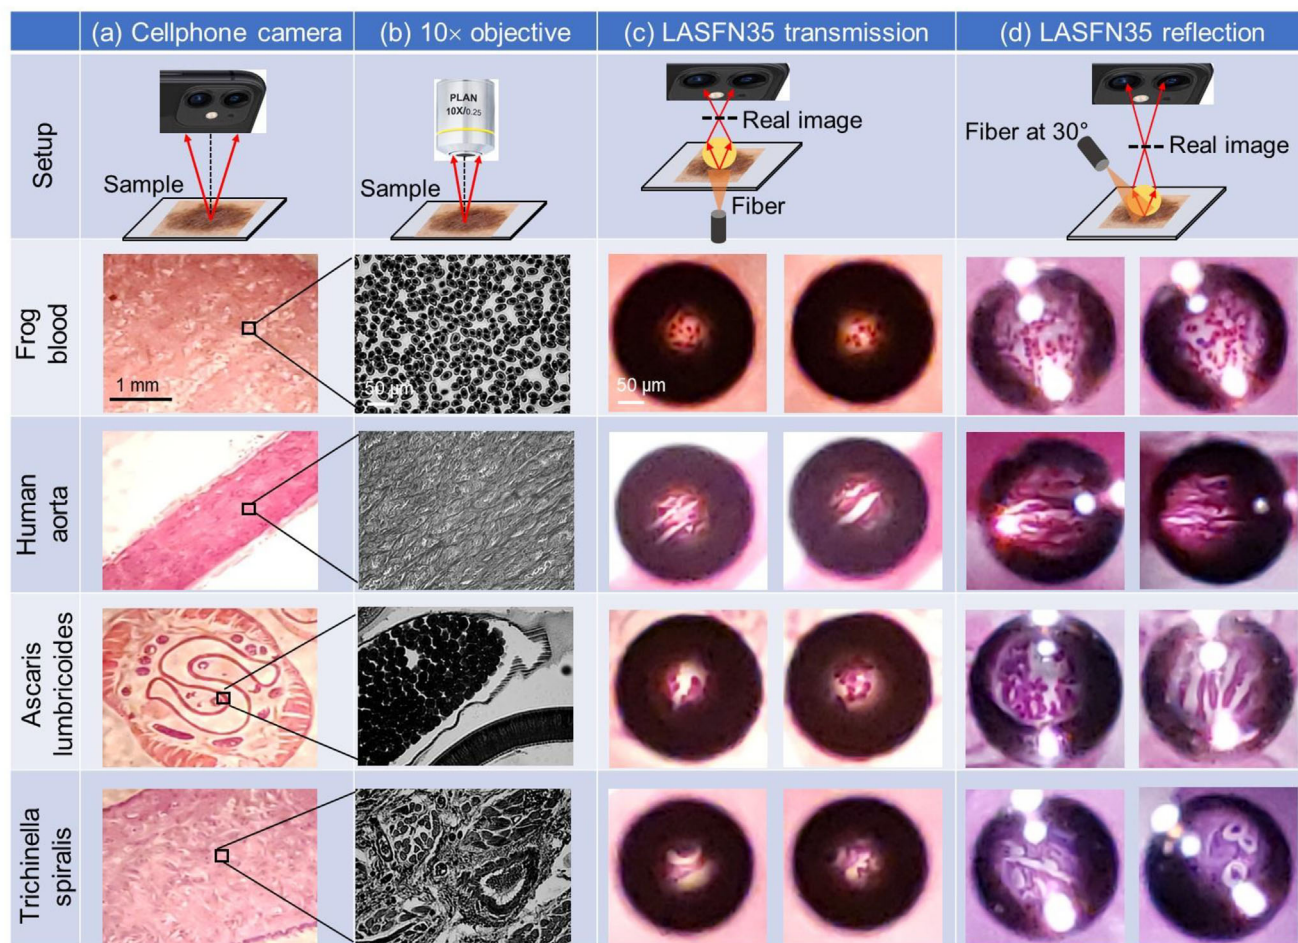 (a) Cellphone camera
(b) 10× objective
(c) LASFN35 transmission
(d) LASFN35 reflection
Setup
Sample
PLAN
10X/0.25
Sample
Real image
Fiber
Fiber at 30°
Real image
Frog
blood
1 mm
50 µm
50 µm
Human
aorta
Ascaris
lumbricoides
Trichinella
spiralis